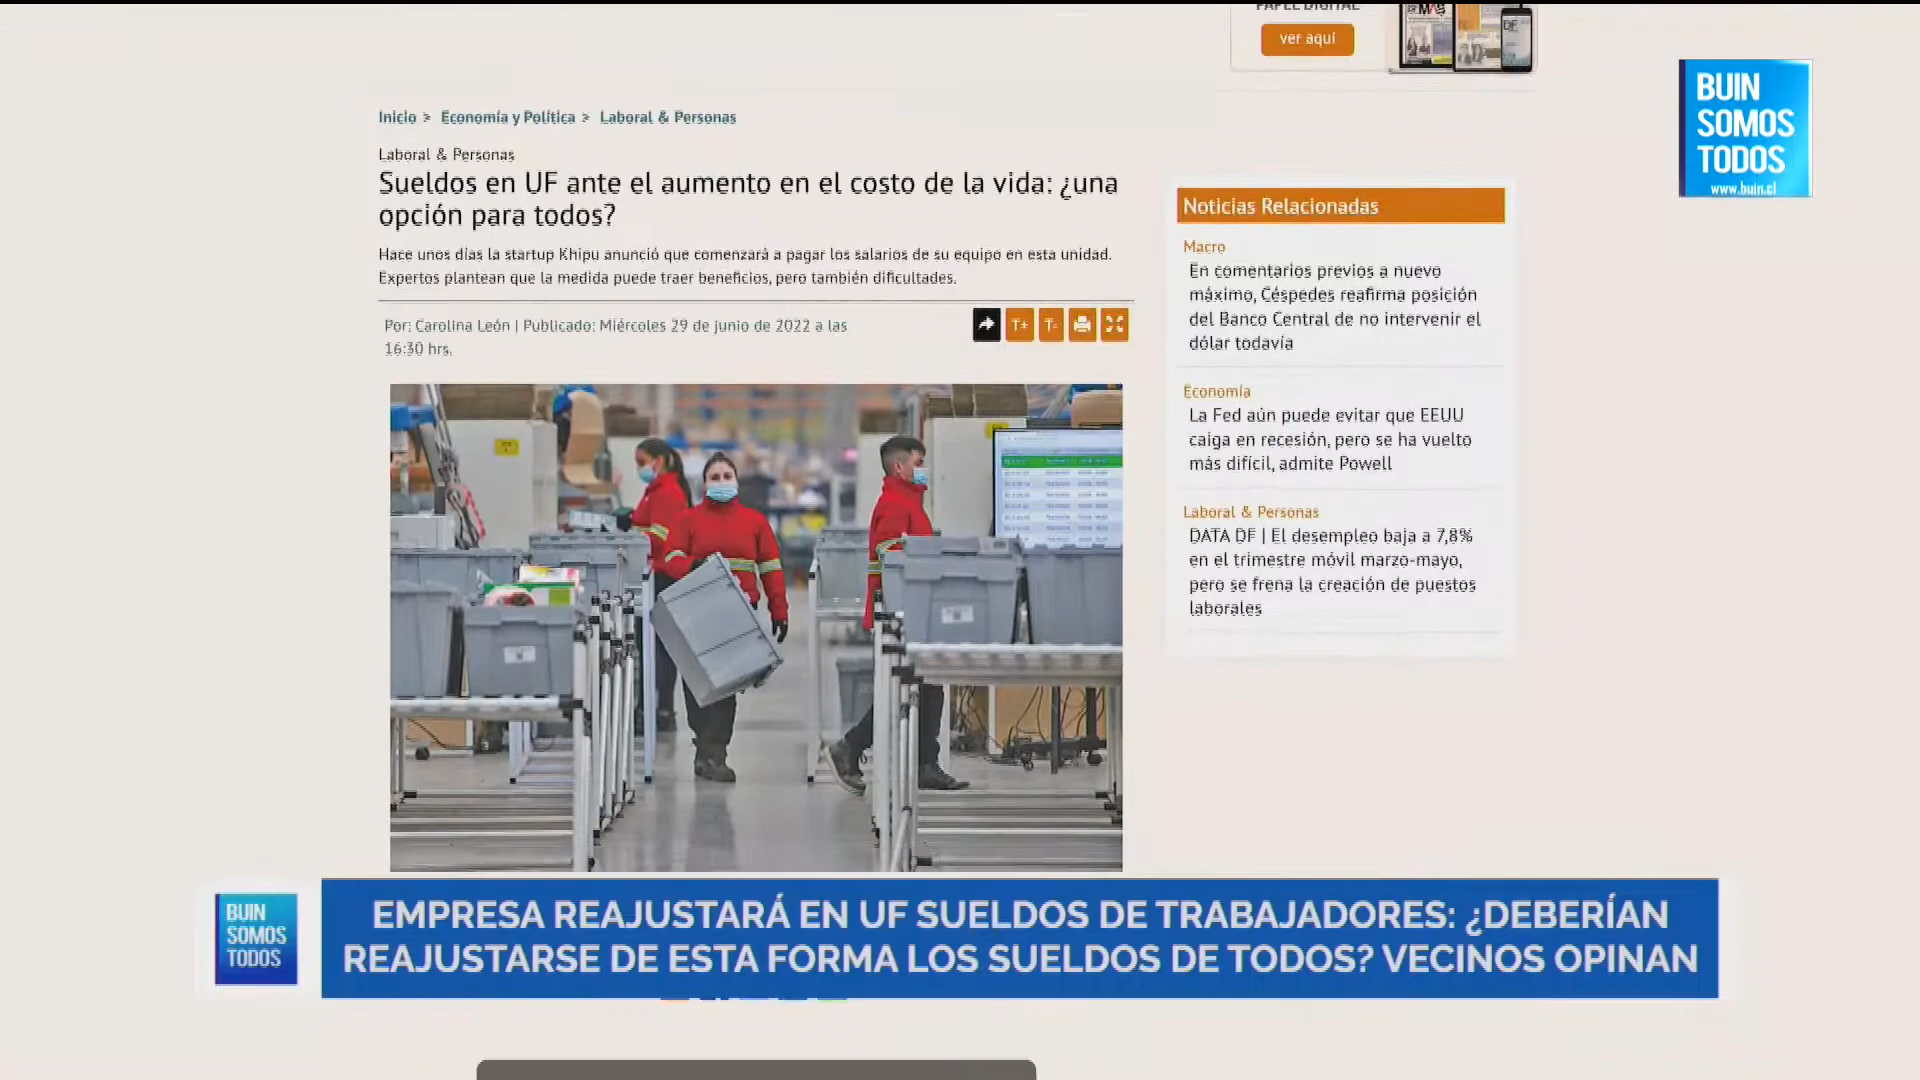 PAPEL DIGITAL
ver aquí
BUIN
SOMOS
TODOS
www.buin.cl
Inicio > Economía y Política > Laboral & Personas
Laboral & Personas
Sueldos en UF ante el aumento en el costo de la vida: ¿una
opción para todos?
Hace unos días la startup Khipu anunció que comenzará a pagar los salarios de su equipo en esta unidad.
Expertos plantean que la medida puede traer beneficios, pero también dificultades.
Por: Carolina León | Publicado: Miércoles 29 de junio de 2022 a las
16:30 hrs.
T+ T-
Noticias Relacionadas
Macro
En comentarios previos a nuevo
máximo, Céspedes reafirma posición
del Banco Central de no intervenir el
dólar todavía
Economía
La Fed aún puede evitar que EEUU
caiga en recesión, pero se ha vuelto
más difícil, admite Powell
Laboral & Personas
DATA DF | El desempleo baja a 7,8%
en el trimestre móvil marzo-mayo,
pero se frena la creación de puestos
laborales
BUIN
SOMOS
TODOS
EMPRESA REAJUSTARÁ EN UF SUELDOS DE TRABAJADORES: ¿DEBERÍAN
REAJUSTARSE DE ESTA FORMA LOS SUELDOS DE TODOS? VECINOS OPINAN